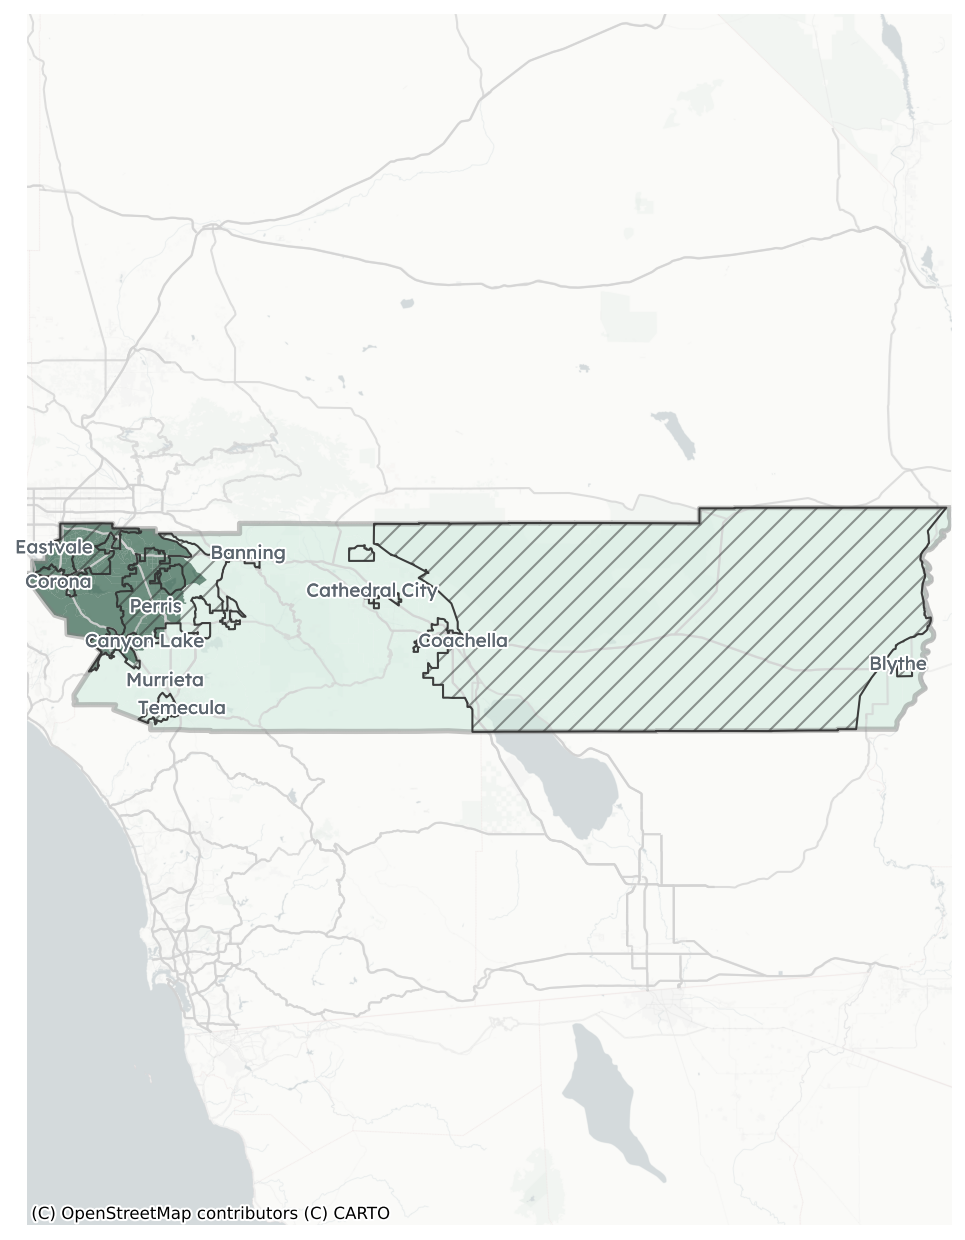 Eastvale
Banning
Corona
Cathedral City
Perris
Canyon Lake
Coachella
Blythe
Murrieta
Temecula
(C) OpenStreetMap contributors (C) CARTO